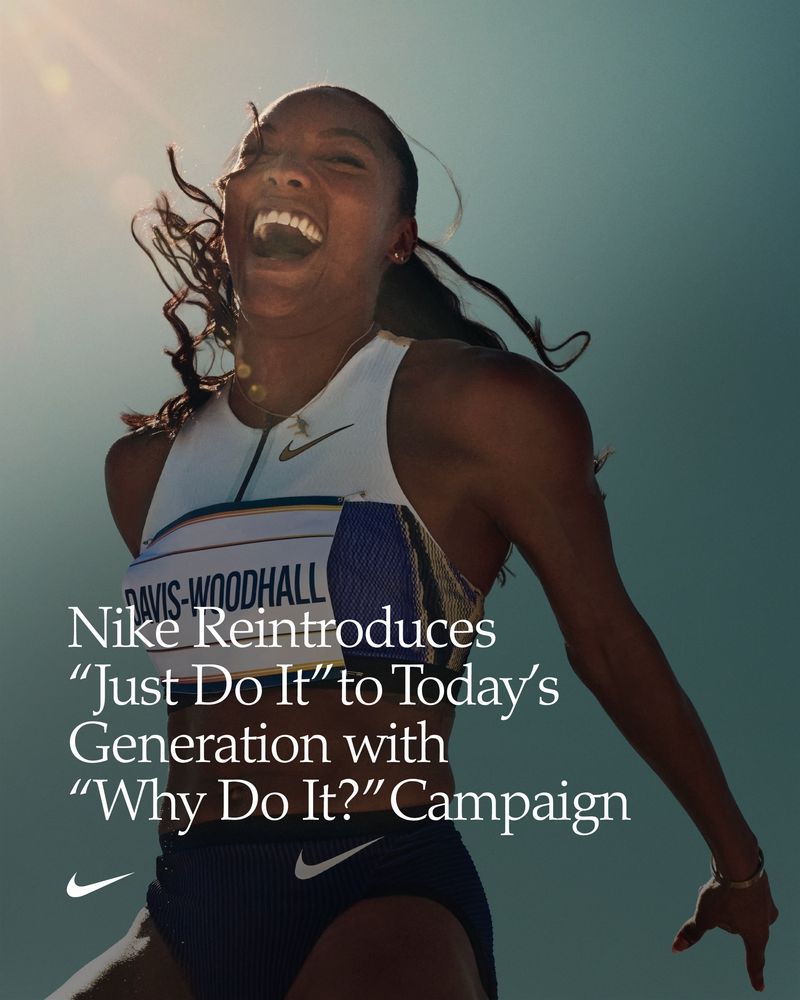 DAVIS-WOODHALL
Nike Reintroduces
“Just Do It” to Today’s
Generation with
“Why Do It?” Campaign